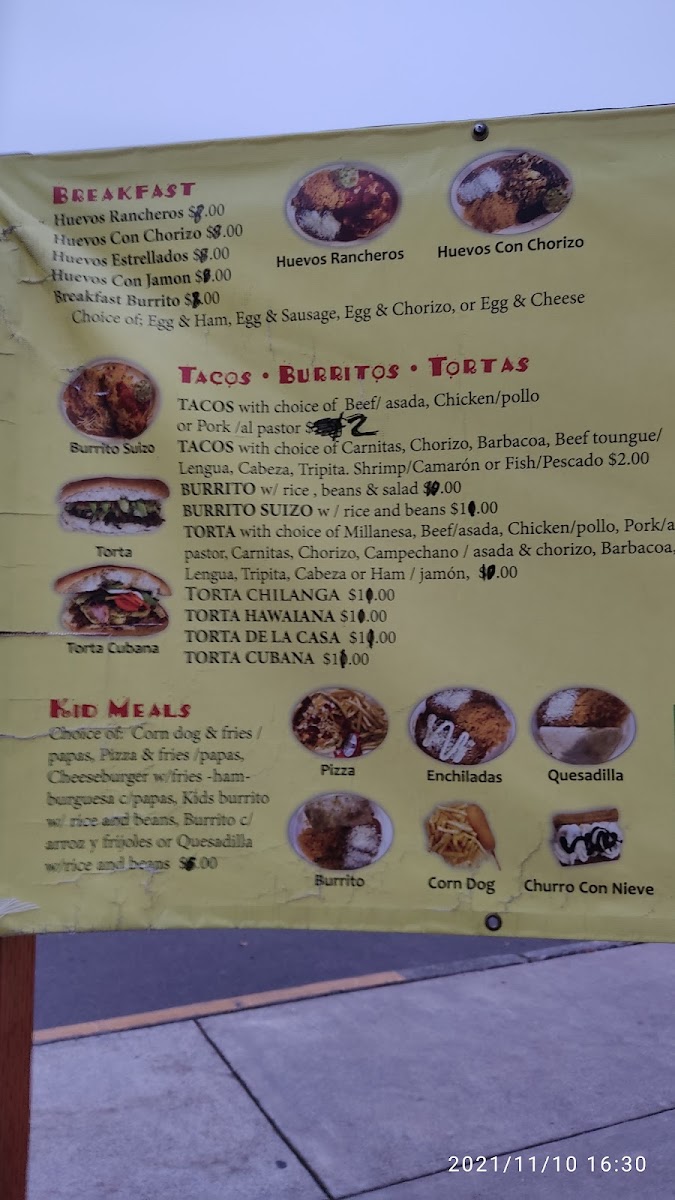 BREAKFAST
Huevos Rancheros $8.00
Huevos Con Chorizo $8.00
Huevos Estrellados $8.00
Huevos Con Jamon $8.00
Breakfast Burrito $8.00
Choice of; Egg & Ham, Egg & Sausage, Egg & Chorizo, or Egg & Cheese
Huevos Rancheros
Huevos Con Chorizo
TACOS • BURRITOS • TORTAS
TACOS with choice of Beef/ asada, Chicken/pollo
or Pork /al pastor $2
TACOS with choice of Carnitas, Chorizo, Barbacoa, Beef toungue/
Lengua, Cabeza, Tripita. Shrimp/Camarón or Fish/Pescado $2.00
BURRITO w/ rice , beans & salad
BURRITO SUIZO w / rice and beans
TORTA with choice of Millanesa, Beef/asada, Chicken/pollo, Pork/a
pastor, Carnitas, Chorizo, Campechano / asada & chorizo, Barbacoa,
Lengua, Tripita, Cabeza or Ham / jamón,
TORTA CHILANGA
TORTA HAWAIANA
TORTA DE LA CASA
TORTA CUBANA
Burrito Suizo
Torta
Torta Cubana
KID MEALS
Choice of: Corn dog & fries /
papas, Pizza & fries /papas,
Cheeseburger w/fries -ham-
burguesa c/papas, Kids burrito
w/ rice and beans, Burrito c/
arroz y frijoles or Quesadilla
w/rice and beans
Pizza
Enchiladas
Quesadilla
Burrito
Corn Dog
Churro Con Nieve
2021/11/10 16:30